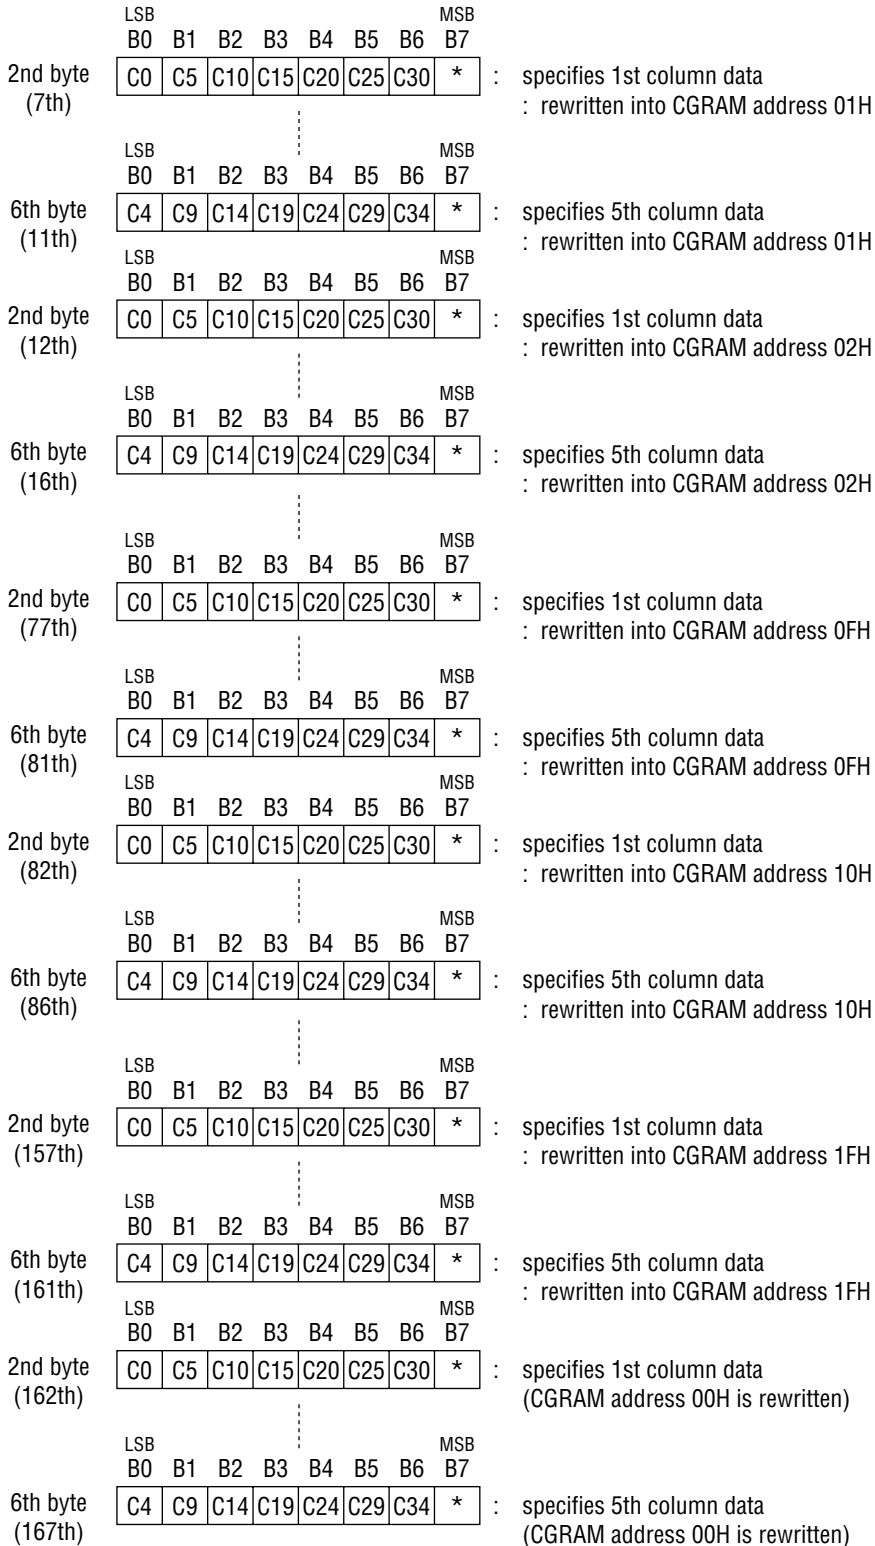 LSB MSB
B0 B1 B2 B3 B4 B5 B6 B7
2nd byte C0 C5 C10 C15 C20 C25 C30 * : specifies 1st column data
(7th) : rewritten into CGRAM address 01H
LSB MSB
B0 B1 B2 B3 B4 B5 B6 B7
6th byte C4 C9 C14 C19 C24 C29 C34 * : specifies 5th column data
(11th) : rewritten into CGRAM address 01H
LSB MSB
B0 B1 B2 B3 B4 B5 B6 B7
2nd byte C0 C5 C10 C15 C20 C25 C30 * : specifies 1st column data
(12th) : rewritten into CGRAM address 02H
LSB MSB
B0 B1 B2 B3 B4 B5 B6 B7
6th byte C4 C9 C14 C19 C24 C29 C34 * : specifies 5th column data
(16th) : rewritten into CGRAM address 02H
LSB MSB
B0 B1 B2 B3 B4 B5 B6 B7
2nd byte C0 C5 C10 C15 C20 C25 C30 * : specifies 1st column data
(77th) : rewritten into CGRAM address 0FH
LSB MSB
B0 B1 B2 B3 B4 B5 B6 B7
6th byte C4 C9 C14 C19 C24 C29 C34 * : specifies 5th column data
(81th) : rewritten into CGRAM address 0FH
LSB MSB
B0 B1 B2 B3 B4 B5 B6 B7
2nd byte C0 C5 C10 C15 C20 C25 C30 * : specifies 1st column data
(82th) : rewritten into CGRAM address 10H
LSB MSB
B0 B1 B2 B3 B4 B5 B6 B7
6th byte C4 C9 C14 C19 C24 C29 C34 * : specifies 5th column data
(86th) : rewritten into CGRAM address 10H
LSB MSB
B0 B1 B2 B3 B4 B5 B6 B7
2nd byte C0 C5 C10 C15 C20 C25 C30 * : specifies 1st column data
(157th) : rewritten into CGRAM address 1FH
LSB MSB
B0 B1 B2 B3 B4 B5 B6 B7
6th byte C4 C9 C14 C19 C24 C29 C34 * : specifies 5th column data
(161th) : rewritten into CGRAM address 1FH
LSB MSB
B0 B1 B2 B3 B4 B5 B6 B7
2nd byte C0 C5 C10 C15 C20 C25 C30 * : specifies 1st column data
(162th) (CGRAM address 00H is rewritten)
LSB MSB
B0 B1 B2 B3 B4 B5 B6 B7
6th byte C4 C9 C14 C19 C24 C29 C34 * : specifies 5th column data
(167th) (CGRAM address 00H is rewritten)